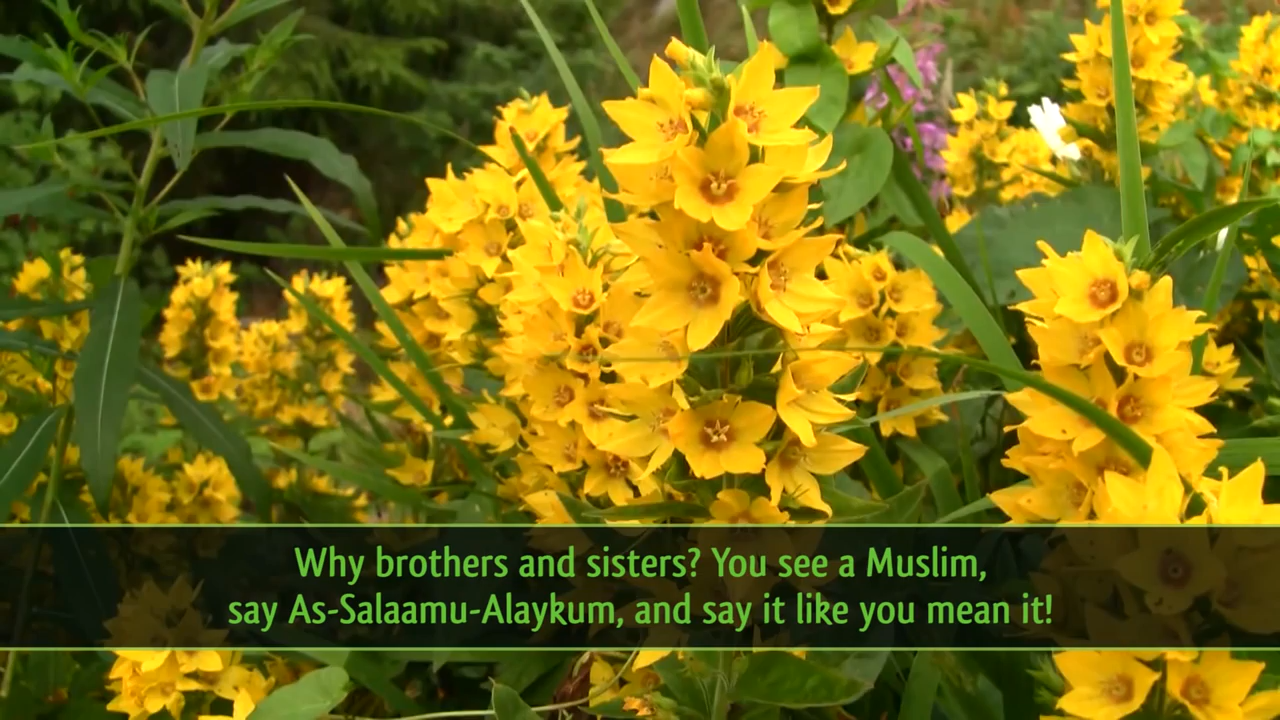 Why brothers and sisters? You see a Muslim,
say As-Salaamu-Alaykum, and say it like you mean it!